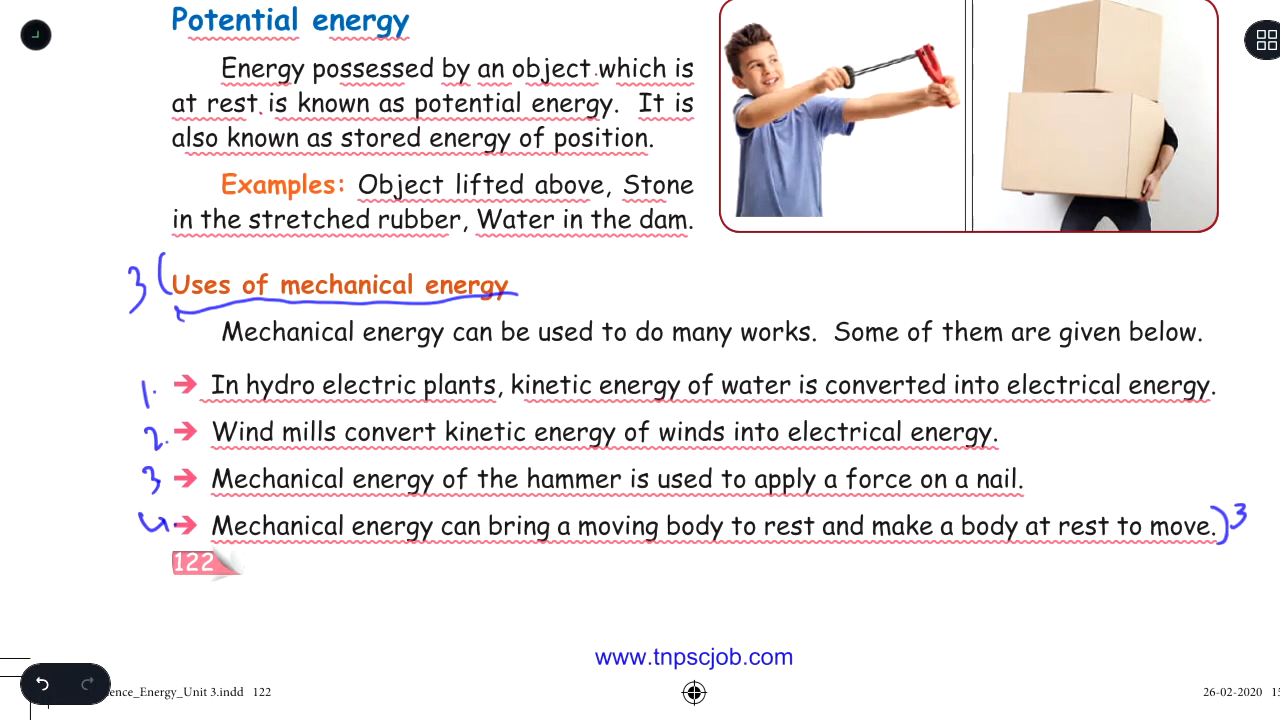 Potential energy
Energy possessed by an object which is
at rest is known as potential energy. It is
also known as stored energy of position.
Examples: Object lifted above, Stone
in the stretched rubber, Water in the dam.
3 ( Uses of mechanical energy
Mechanical energy can be used to do many works. Some of them are given below.
1. ➔ In hydro electric plants, kinetic energy of water is converted into electrical energy.
2. ➔ Wind mills convert kinetic energy of winds into electrical energy.
3 ➔ Mechanical energy of the hammer is used to apply a force on a nail.
4. ➔ Mechanical energy can bring a moving body to rest and make a body at rest to move. ) 3
122
www.tnpscjob.com
ence_Energy_Unit 3.indd 122
26-02-2020